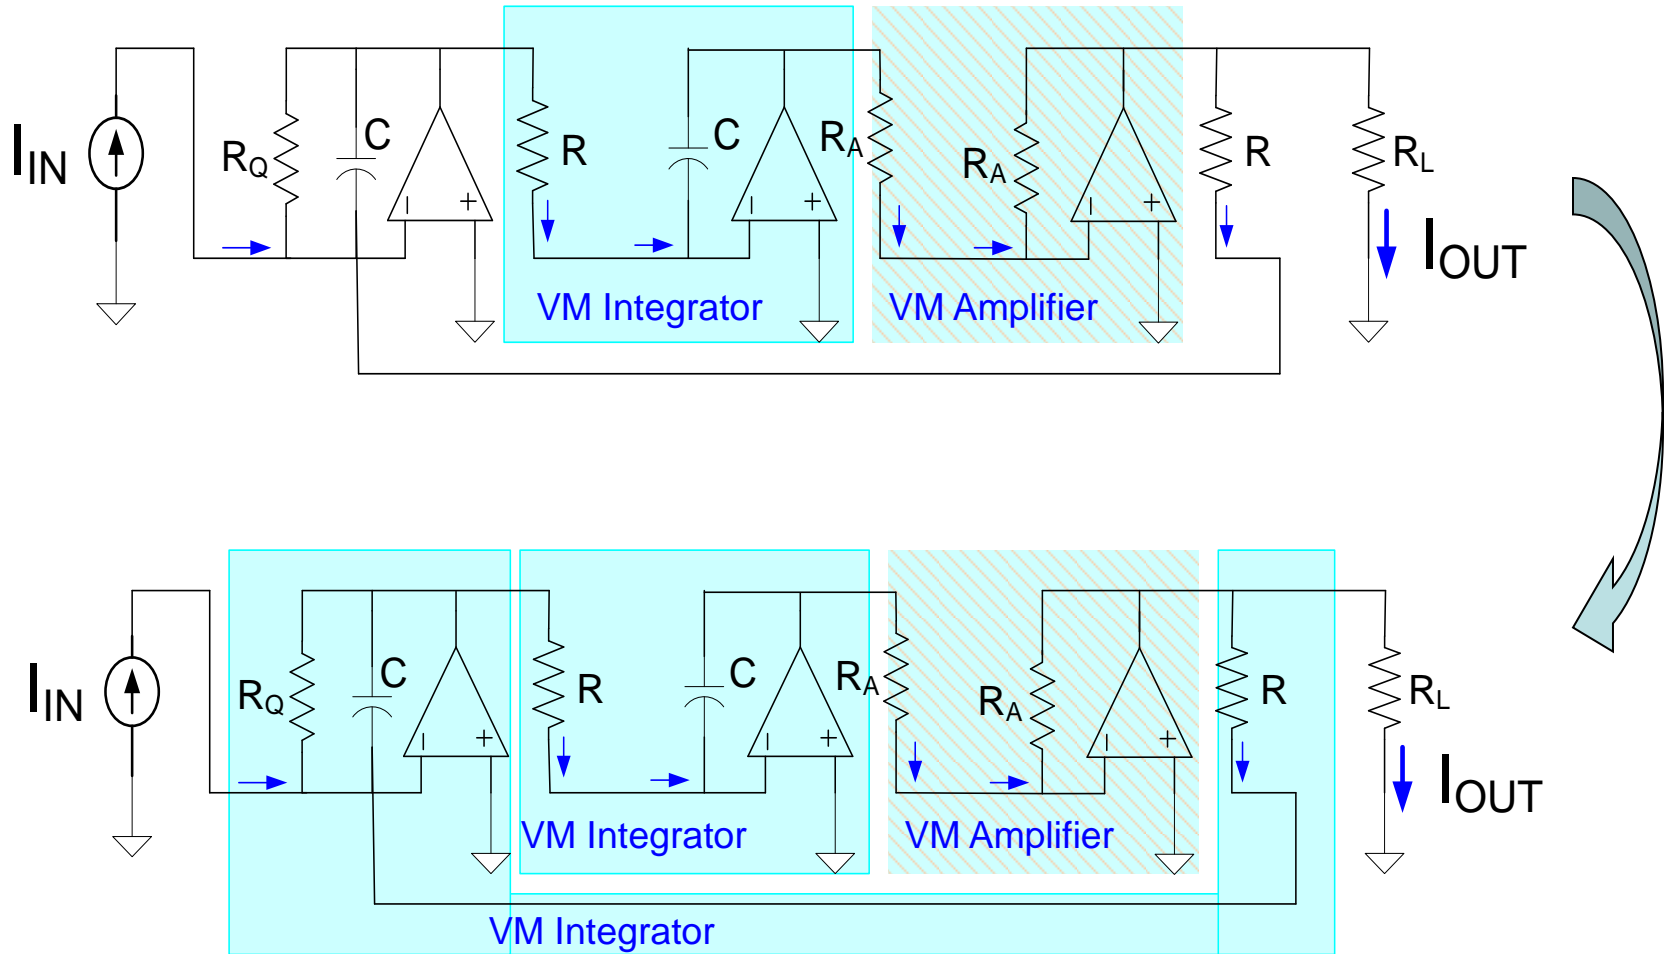 I_IN
R_Q
C
R
C
R_A
R_A
R
R_L
I_OUT
VM Integrator
VM Amplifier
I_IN
R_Q
C
R
C
R_A
R_A
R
R_L
I_OUT
VM Integrator
VM Amplifier
VM Integrator